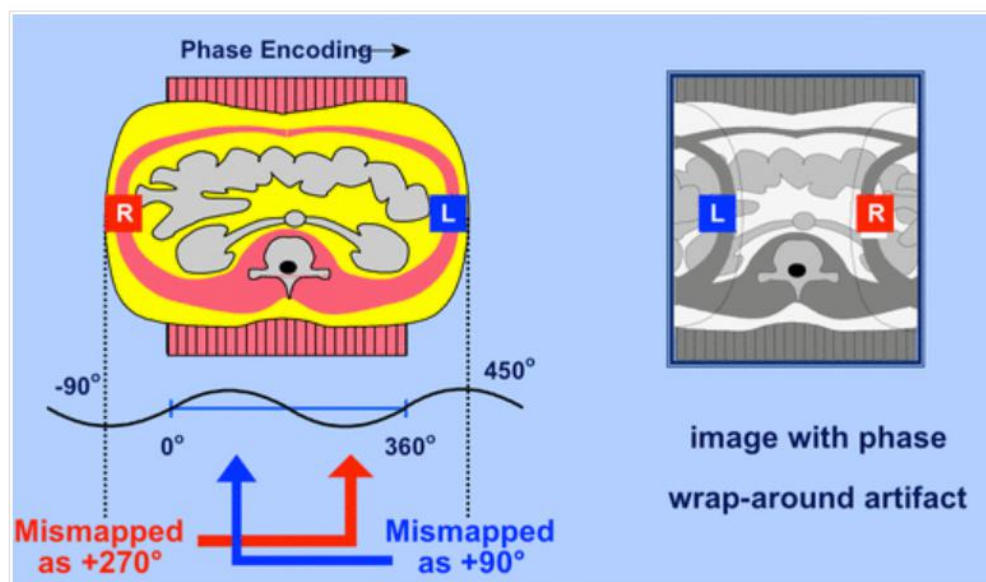 Phase Encoding
R
L
L
R
-90°
450°
0°
360°
Mismapped
as +270°
Mismapped
as +90°
image with phase
wrap-around artifact